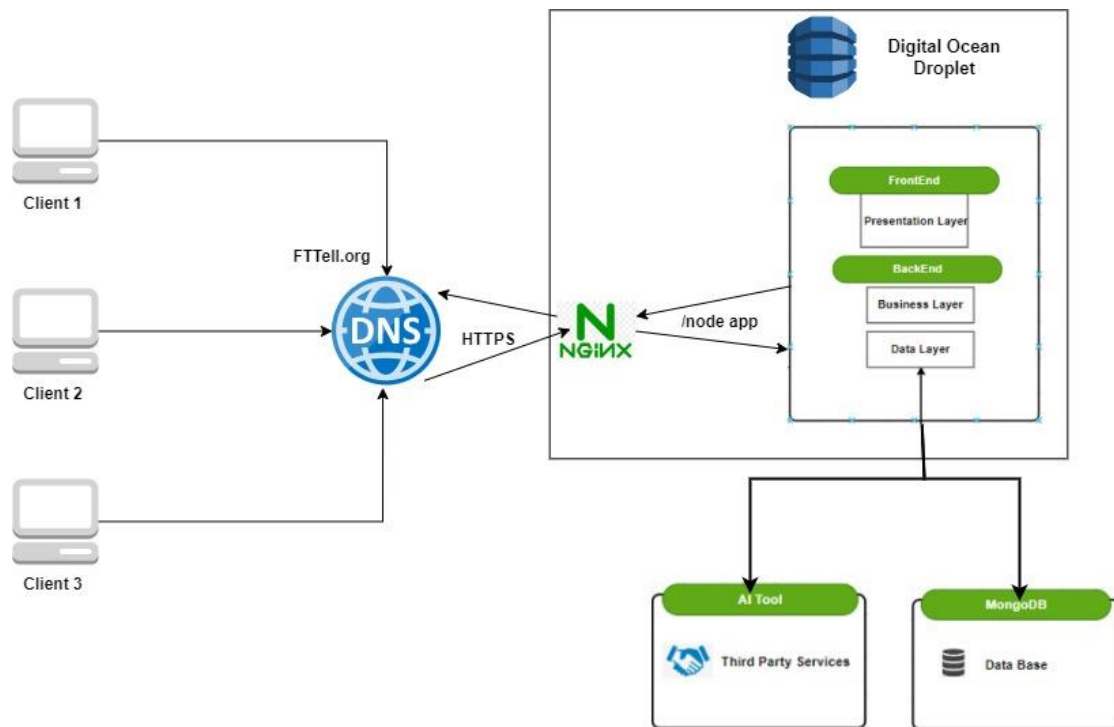 Digital Ocean
Droplet
Client 1
FrontEnd
Presentation Layer
FTTell.org
BackEnd
Business Layer
DNS
HTTPS
N
NGiNX
/node app
Data Layer
Client 2
Client 3
AI Tool
MongoDB
Third Party Services
Data Base